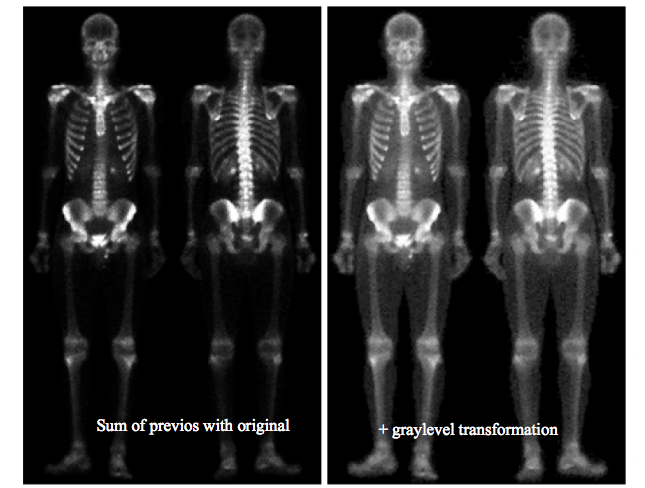 Sum of previos with original
+ graylevel transformation